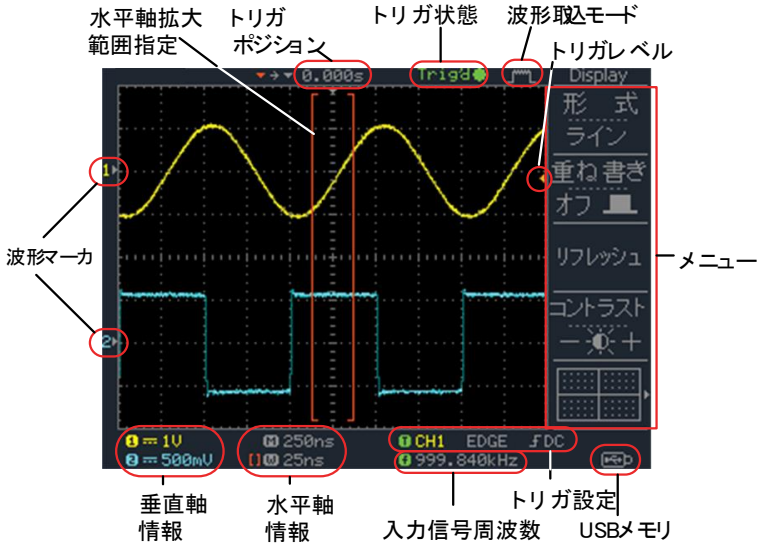 水平軸拡大
範囲指定
トリガ
ポジション
トリガ状態
波形取込モード
トリガレベル
0.000s
Trig'd
Display
形 式
ライン
重ね書き
オフ
リフレッシュ
コントラスト
メニュー
1
波形マーカ
2
1 1V
2 500mV
M 250ns
[] W 25ns
T CH1 EDGE DC
f 999.840kHz
垂直軸
情報
水平軸
情報
入力信号周波数
トリガ設定
USBメモリ